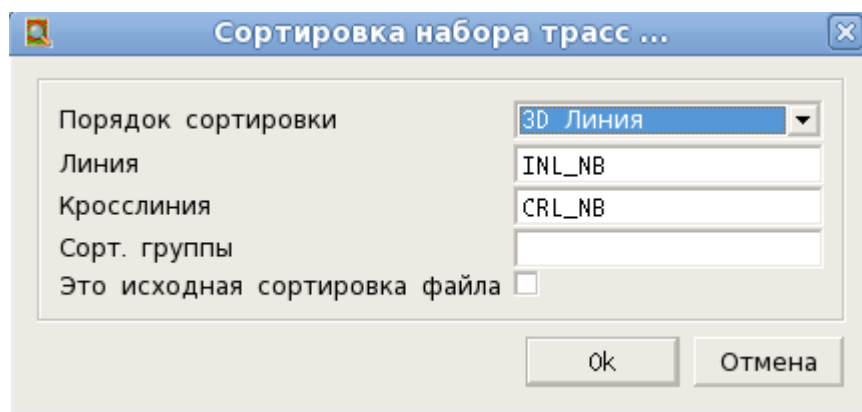 Сортировка набора трасс ...
Порядок сортировки 3D Линия
Линия INL_NB
Кросслиния CRL_NB
Сорт. группы
Это исходная сортировка файла
Ok Отмена